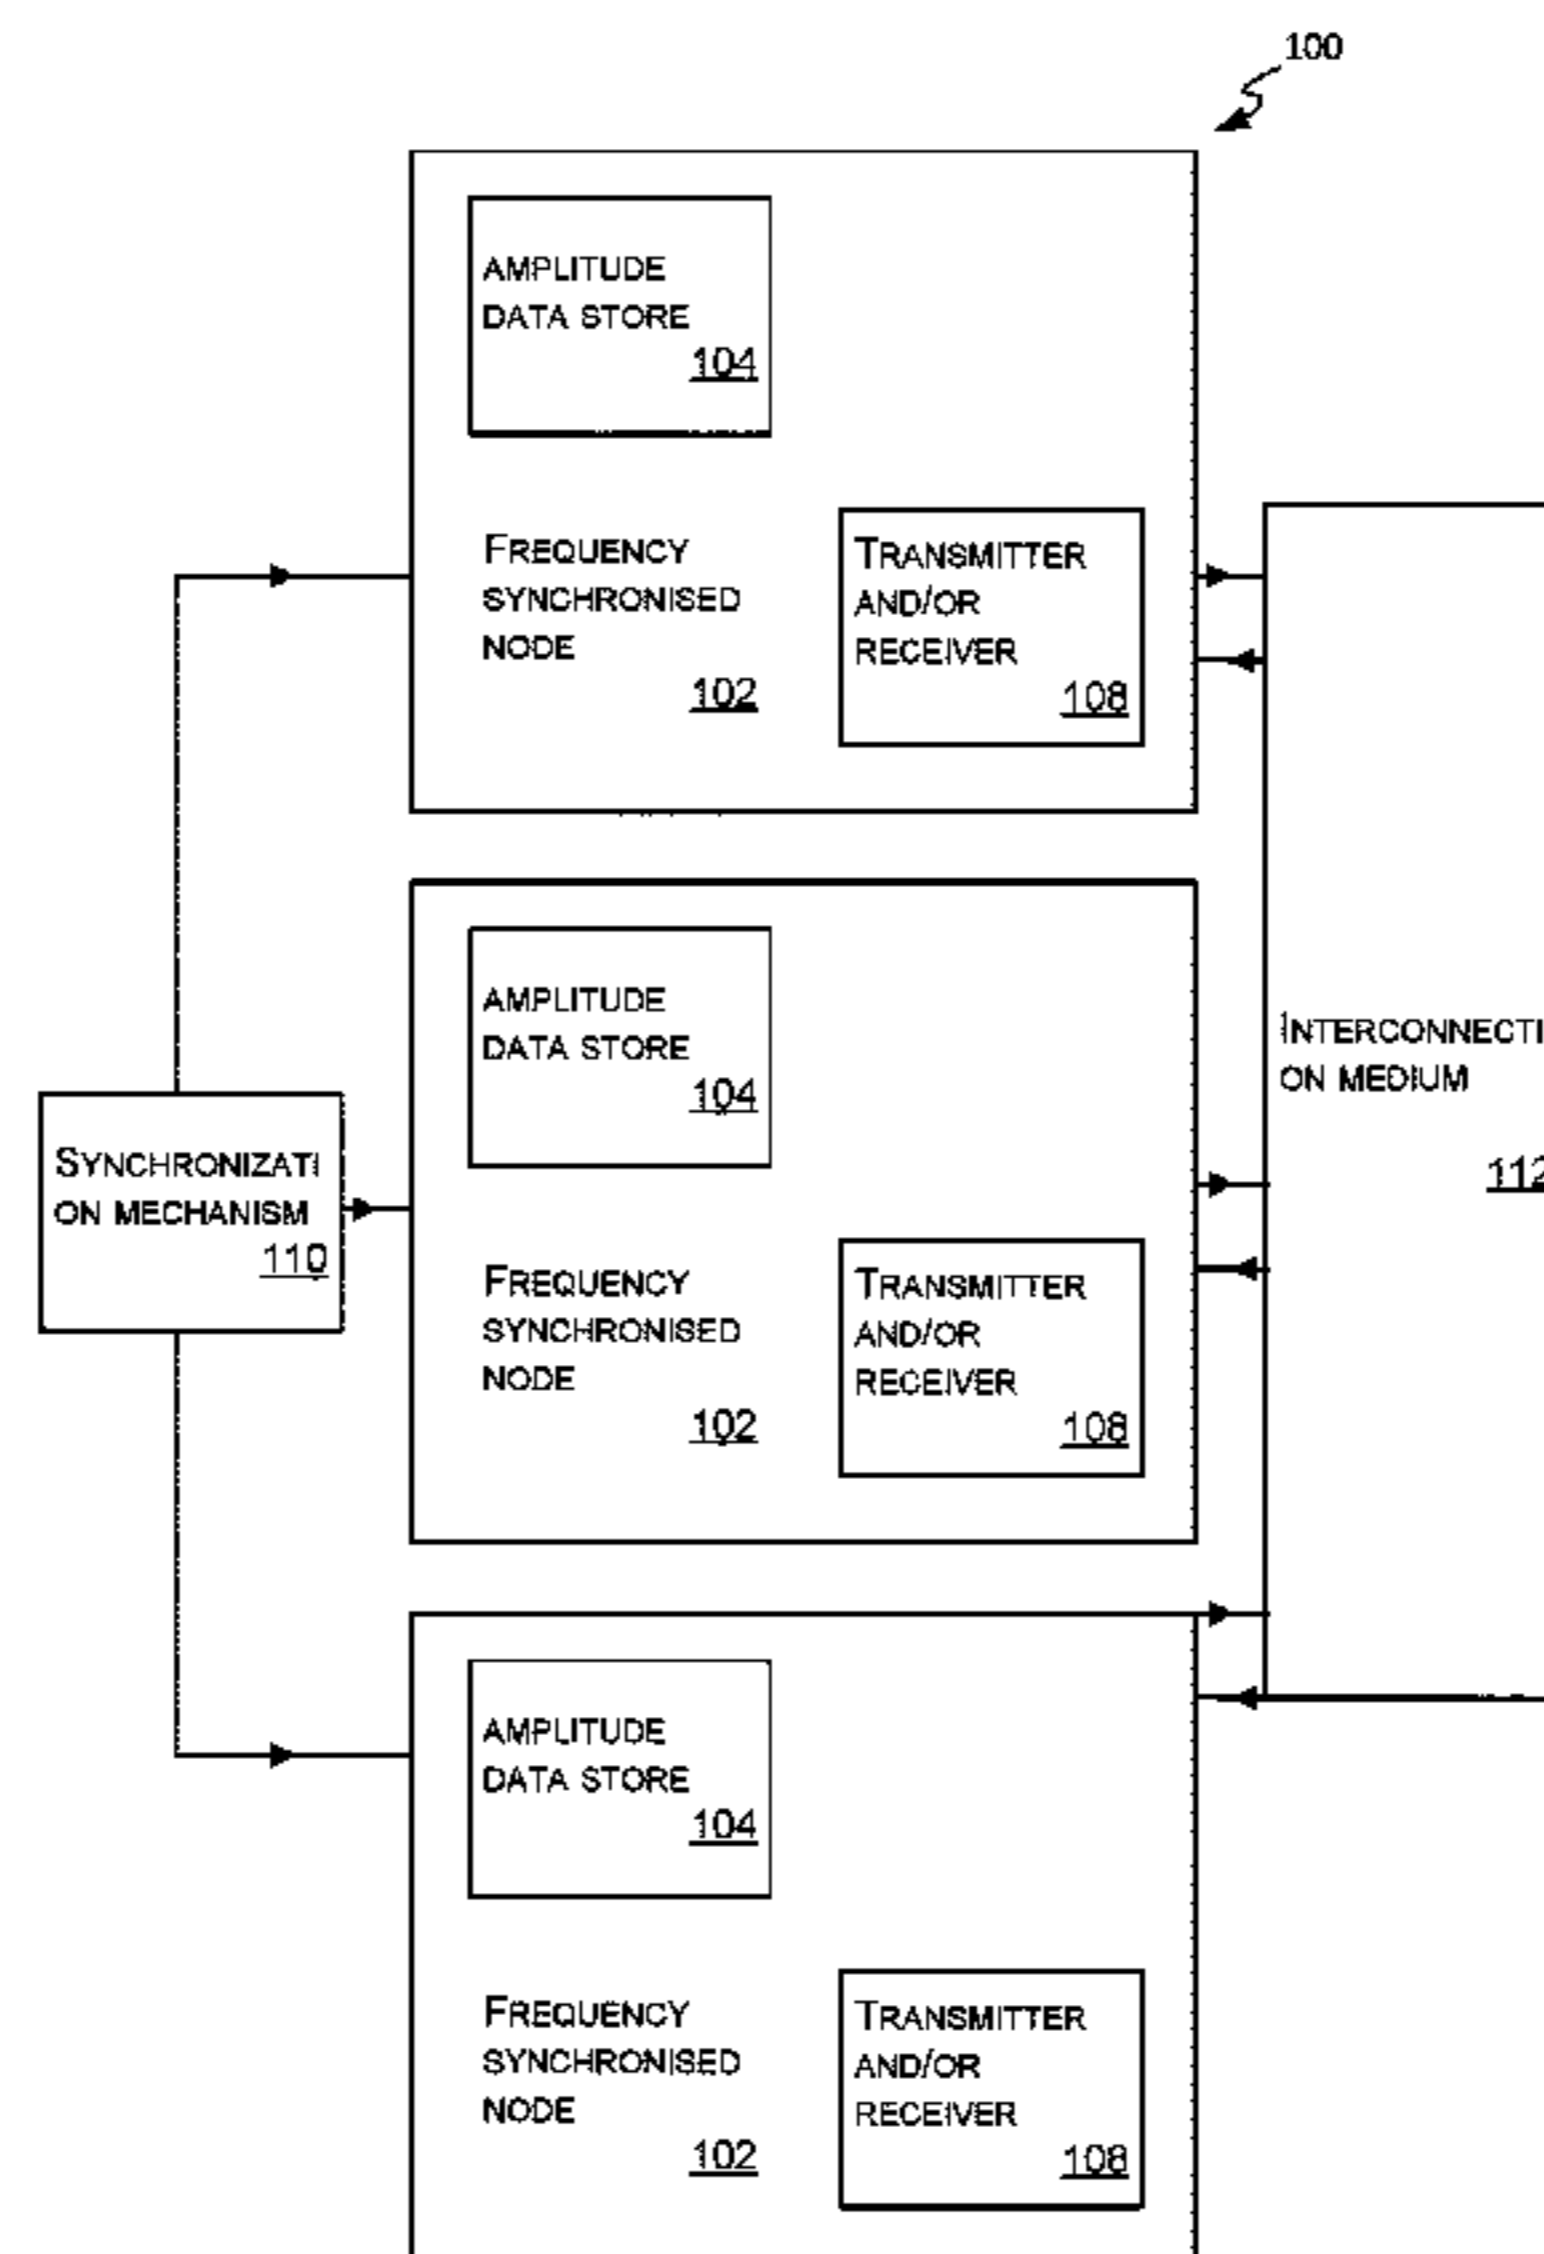 100
AMPLITUDE
DATA STORE
104
FREQUENCY
SYNCHRONISED
NODE
102
TRANSMITTER
AND/OR
RECEIVER
108
AMPLITUDE
DATA STORE
104
FREQUENCY
SYNCHRONISED
NODE
102
TRANSMITTER
AND/OR
RECEIVER
108
INTERCONNECTI
ON MEDIUM
112
SYNCHRONIZATI
ON MECHANISM
110
AMPLITUDE
DATA STORE
104
FREQUENCY
SYNCHRONISED
NODE
102
TRANSMITTER
AND/OR
RECEIVER
108